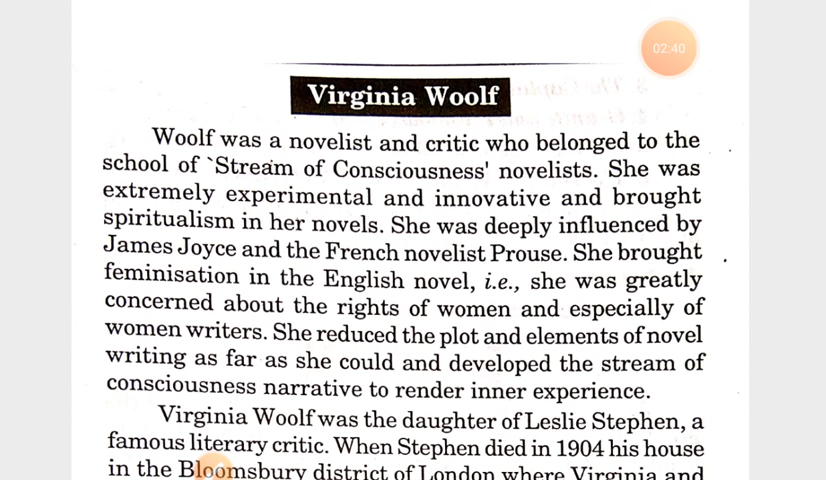 02:40
Virginia Woolf
Woolf was a novelist and critic who belonged to the
school of `Stream of Consciousness' novelists. She was
extremely experimental and innovative and brought
spiritualism in her novels. She was deeply influenced by
James Joyce and the French novelist Prouse. She brought
feminisation in the English novel, i.e., she was greatly
concerned about the rights of women and especially of
women writers. She reduced the plot and elements of novel
writing as far as she could and developed the stream of
consciousness narrative to render inner experience.
Virginia Woolf was the daughter of Leslie Stephen, a
famous literary critic. When Stephen died in 1904 his house
in the Bloomsbury district of London where Virginia and